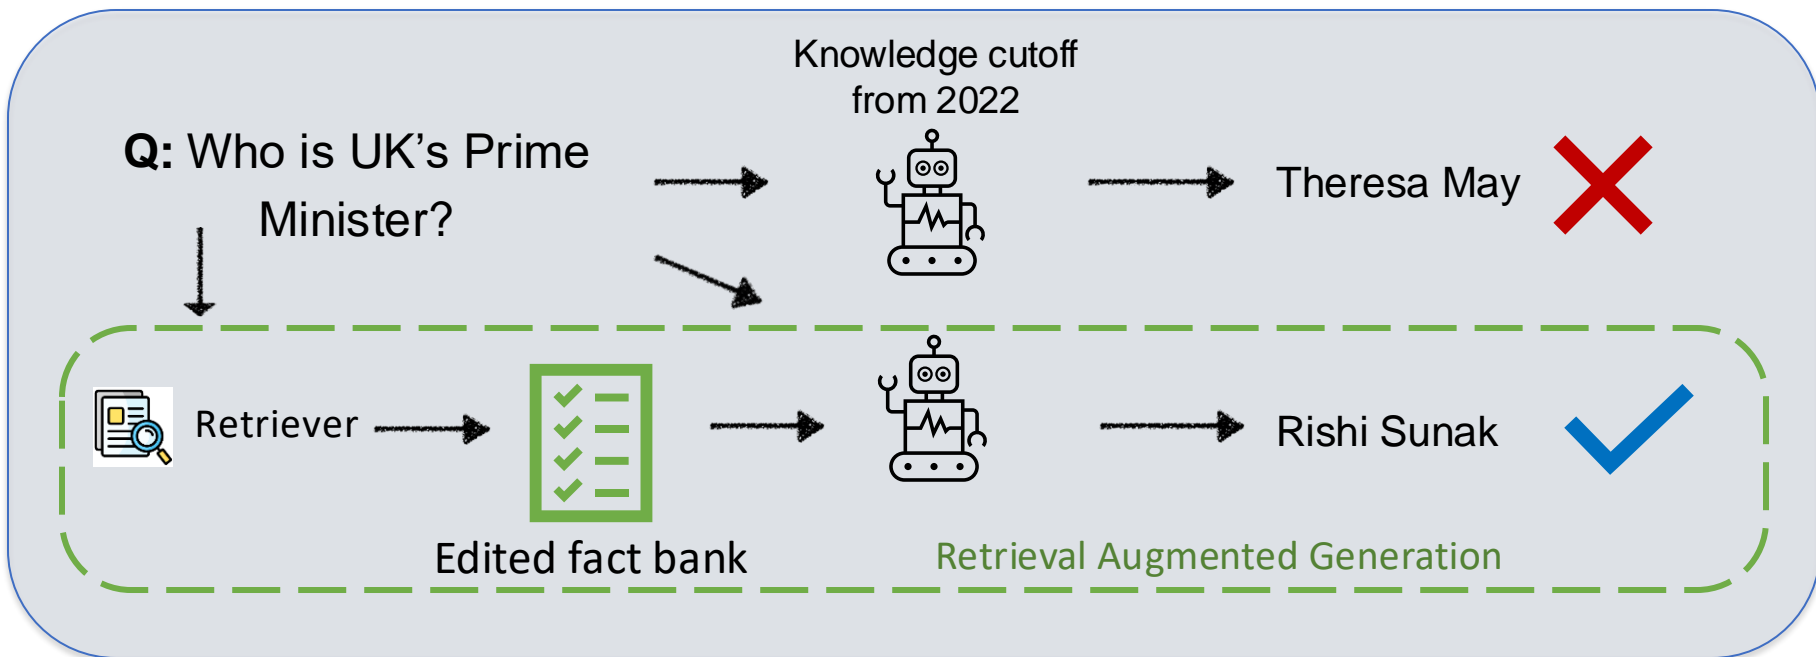 Knowledge cutoff
from 2022
Q: Who is UK’s Prime
Minister?
Theresa May
Retriever
Rishi Sunak
Edited fact bank
Retrieval Augmented Generation